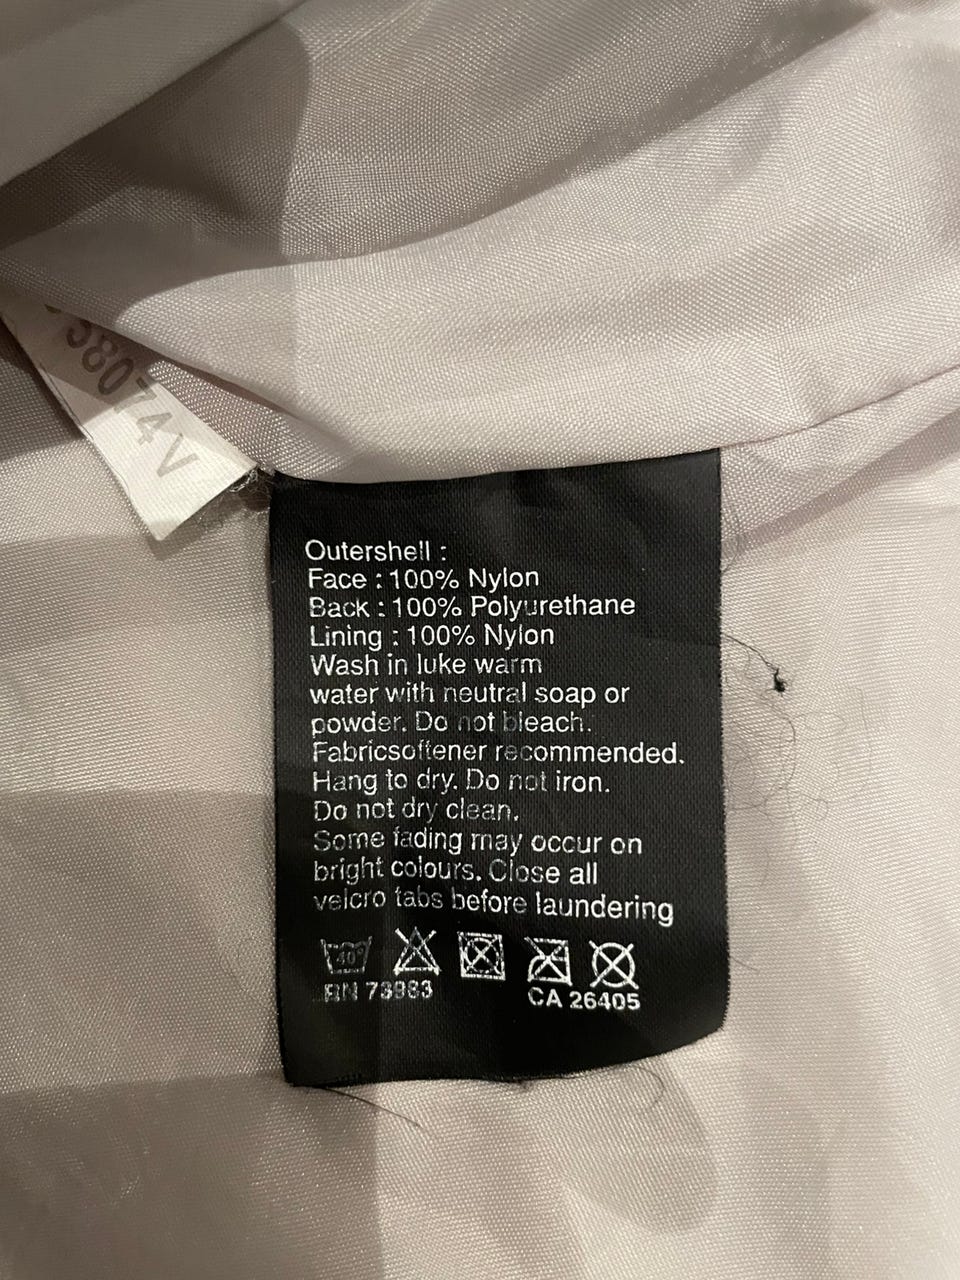 98074V
Outershell :
Face : 100% Nylon
Back : 100% Polyurethane
Lining : 100% Nylon
Wash in luke warm
water with neutral soap or
powder. Do not bleach.
Fabricsoftener recommended.
Hang to dry. Do not iron.
Do not dry clean.
Some fading may occur on
bright colours. Close all
velcro tabs before laundering
40°
RN 73983 CA 26405